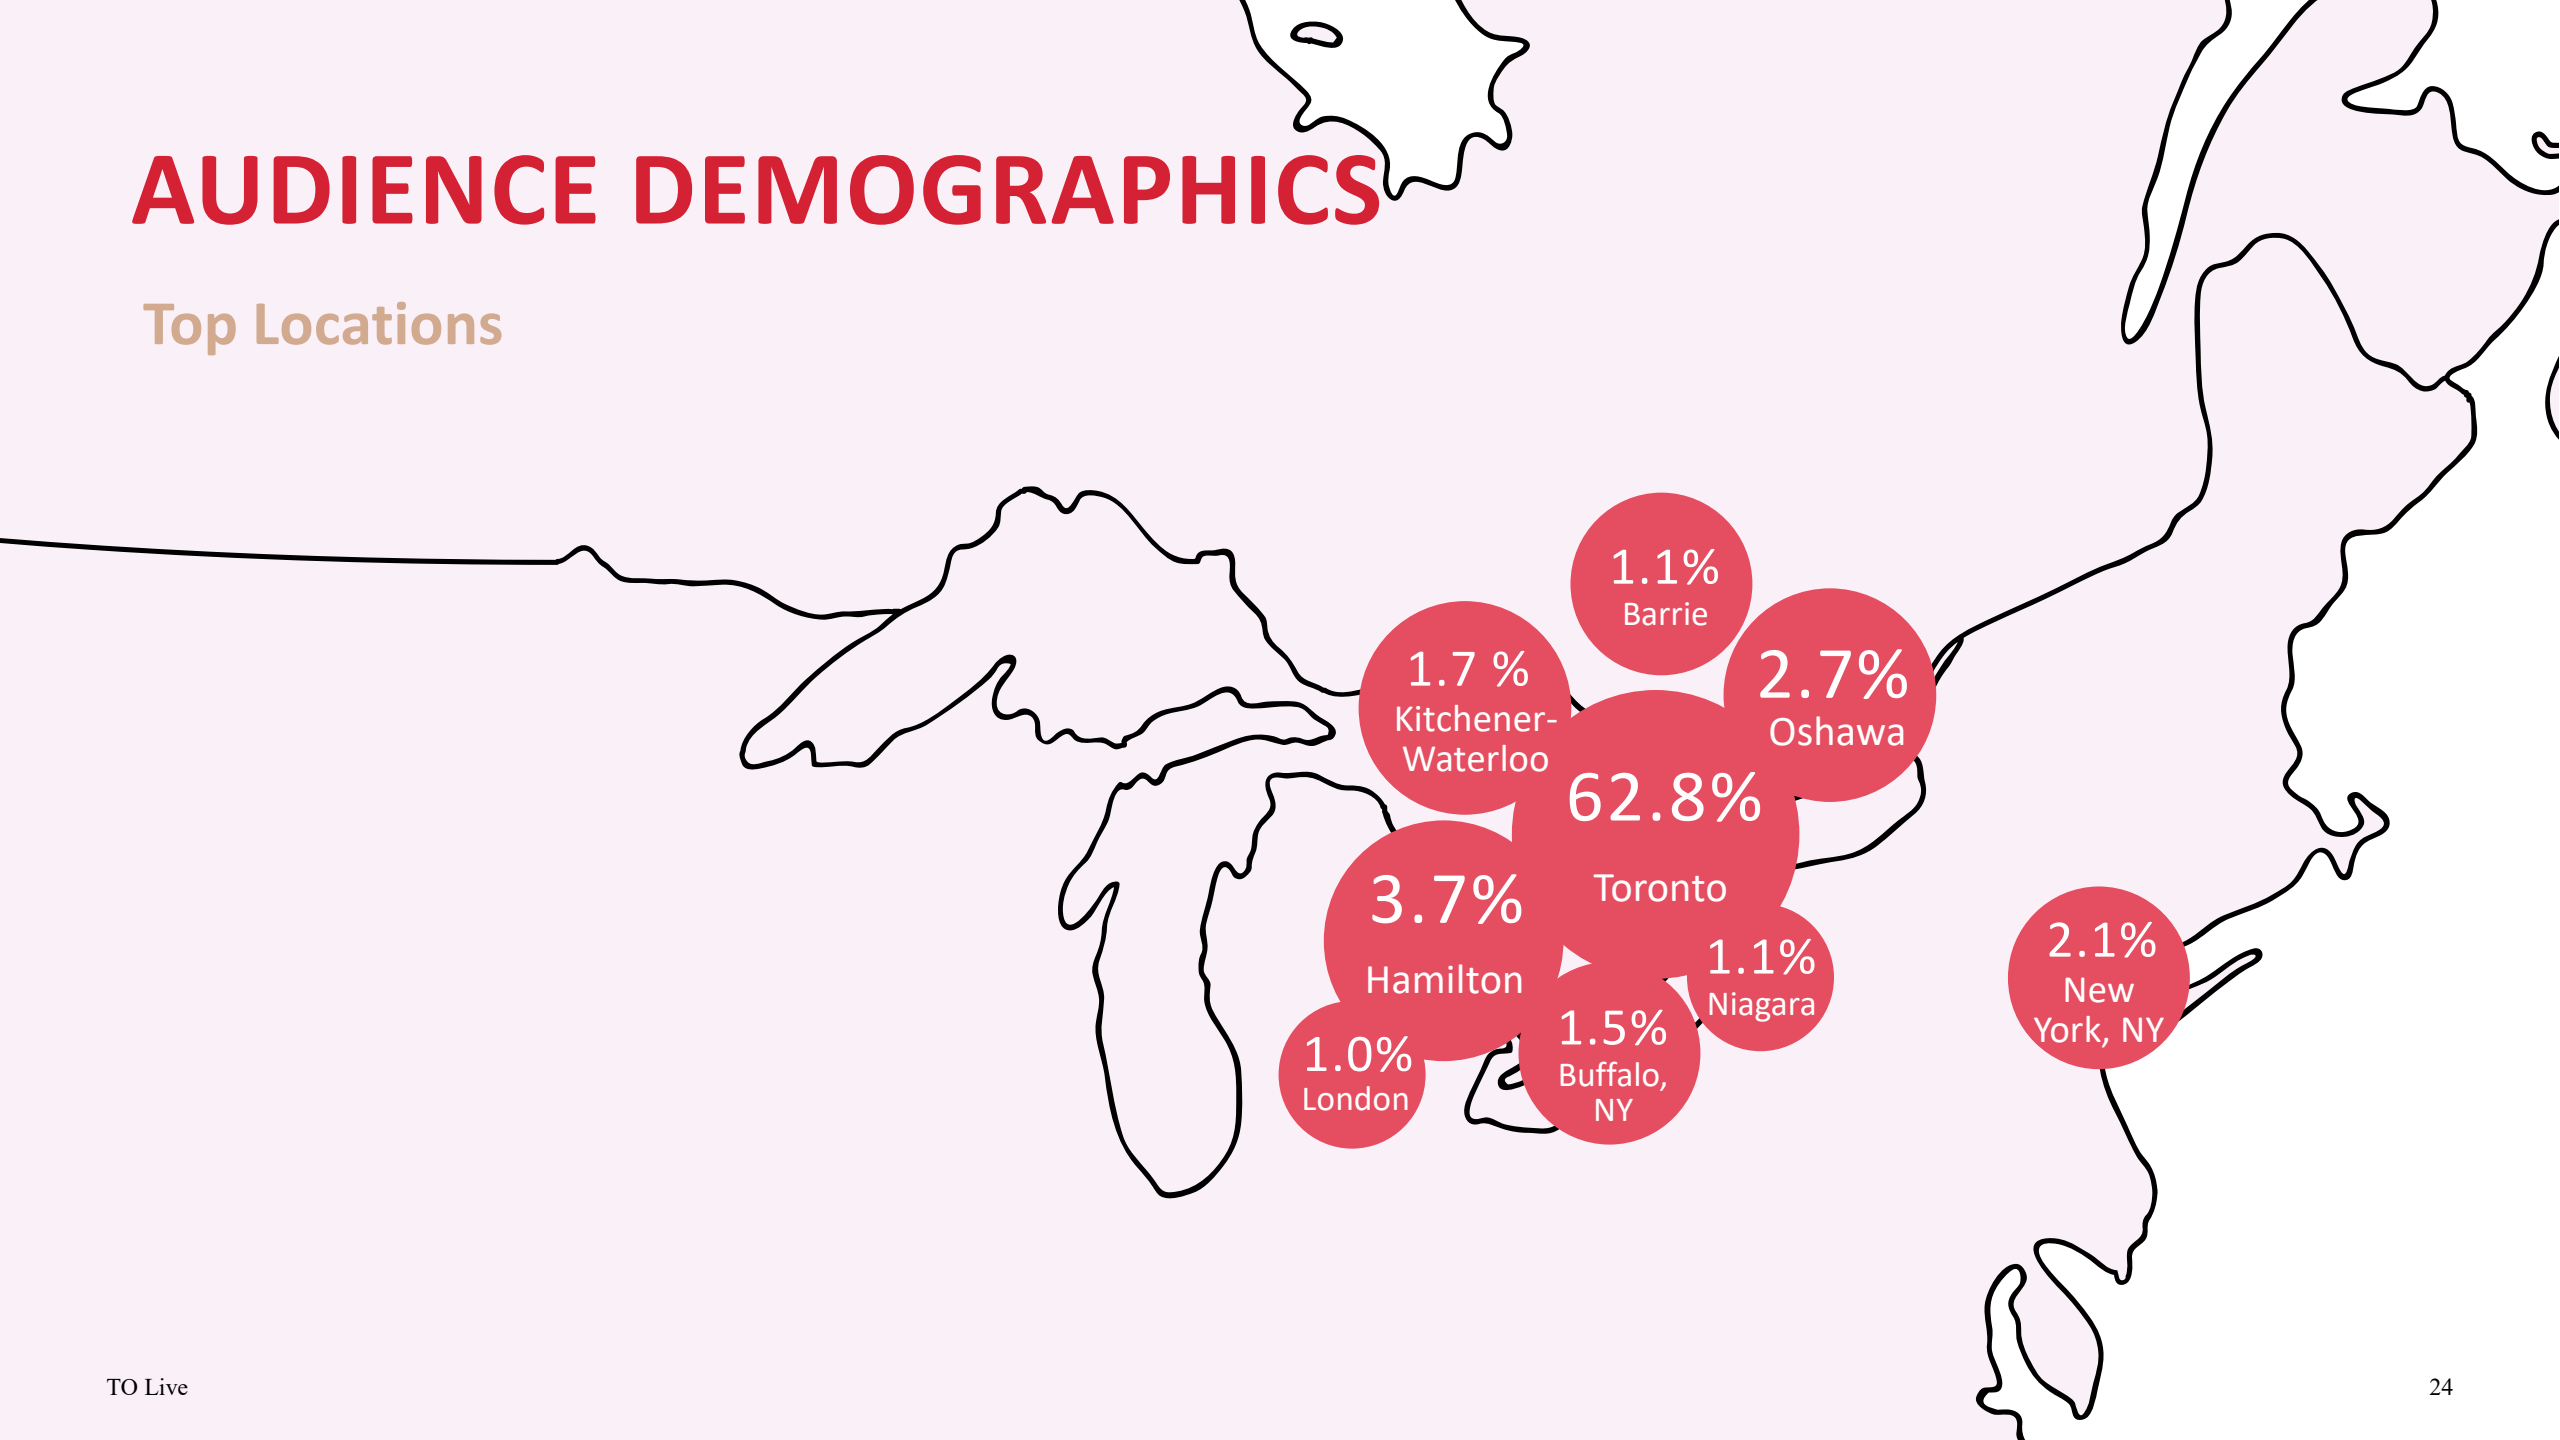 AUDIENCE DEMOGRAPHICS
Top Locations
1.1%
Barrie
1.7 %
Kitchener-
Waterloo
2.7%
Oshawa
62.8%
Toronto
3.7%
Hamilton
1.1%
Niagara
2.1%
New
York, NY
1.0%
London
1.5%
Buffalo,
NY
TO Live
24